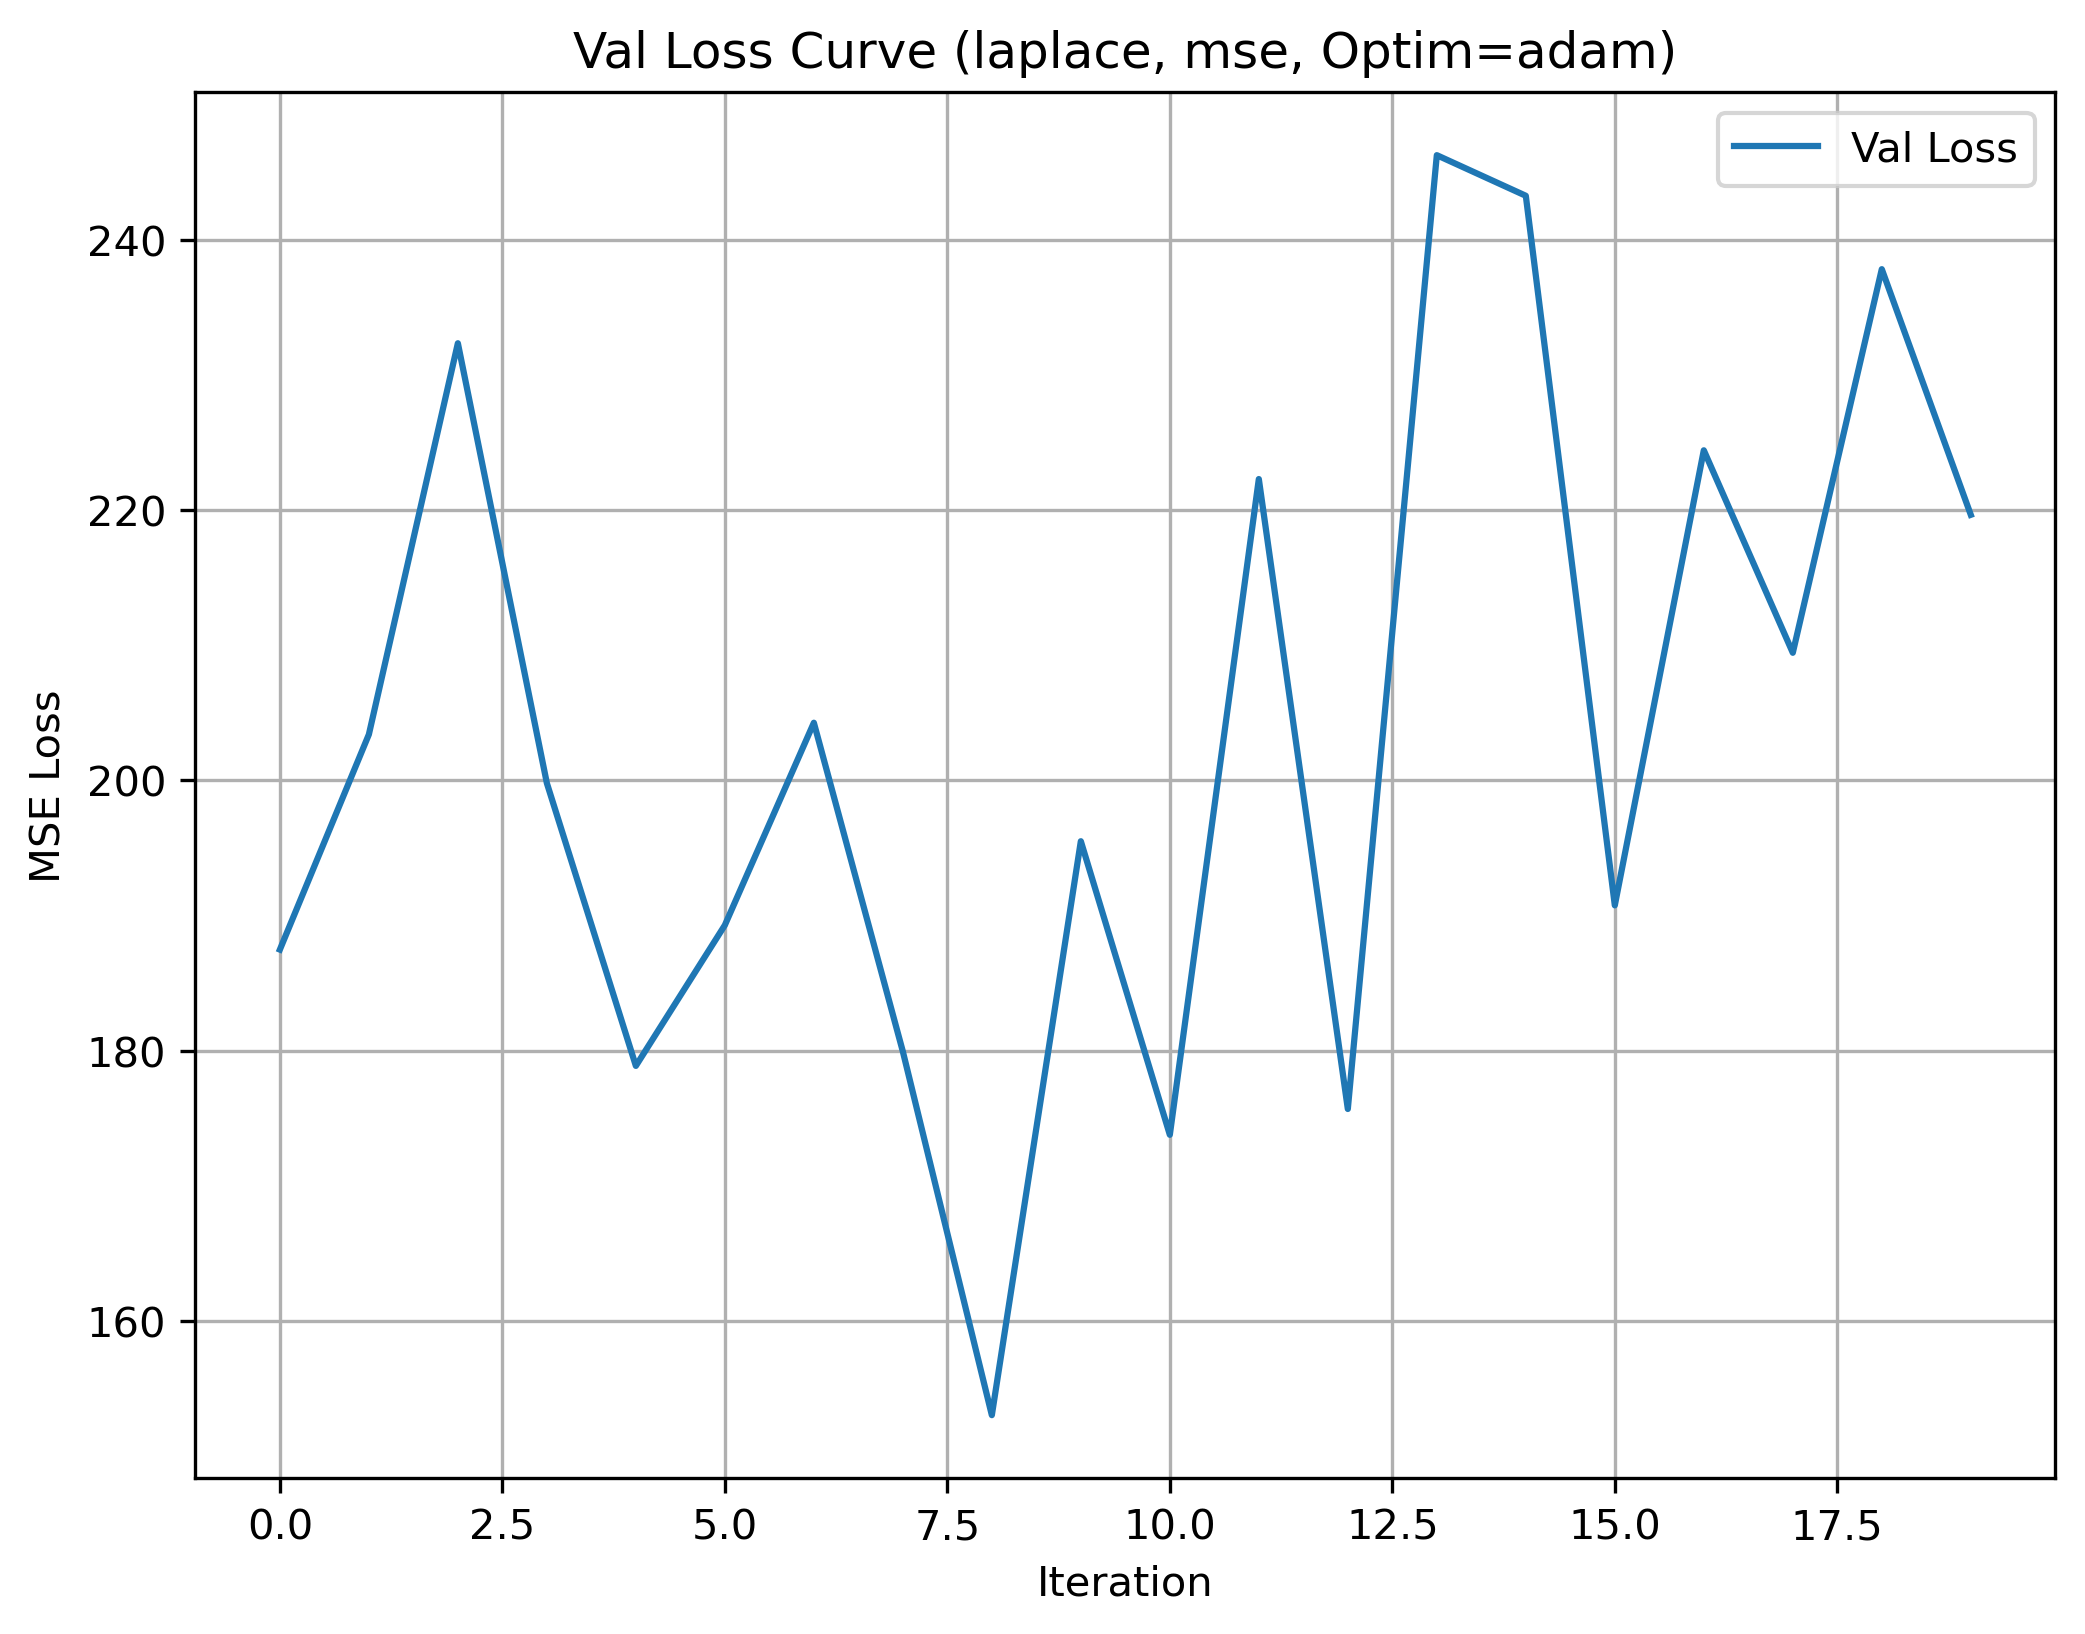 Val Loss Curve (laplace, mse, Optim=adam)
Val Loss
240
220
200
180
160
MSE Loss
0.0 2.5 5.0 7.5 10.0 12.5 15.0 17.5
Iteration